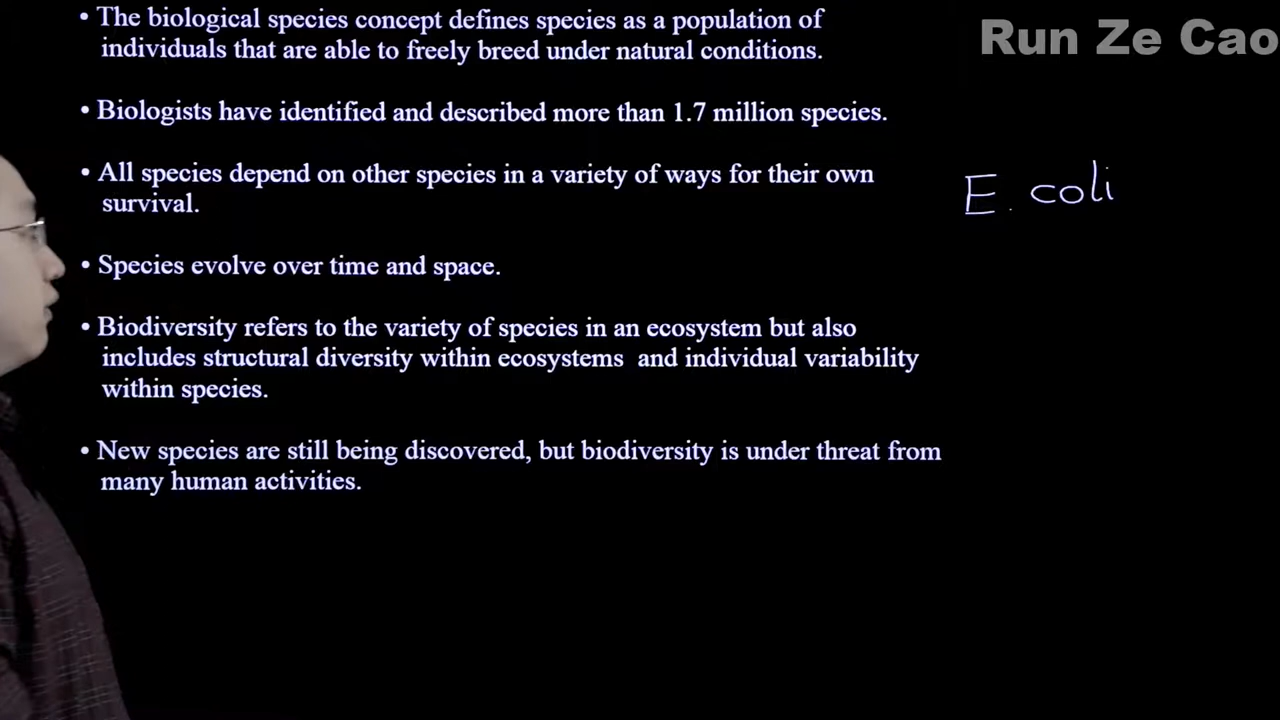 • The biological species concept defines species as a population of
individuals that are able to freely breed under natural conditions.
Run Ze Cao
• Biologists have identified and described more than 1.7 million species.
• All species depend on other species in a variety of ways for their own
survival.
E. coli
• Species evolve over time and space.
• Biodiversity refers to the variety of species in an ecosystem but also
includes structural diversity within ecosystems and individual variability
within species.
• New species are still being discovered, but biodiversity is under threat from
many human activities.